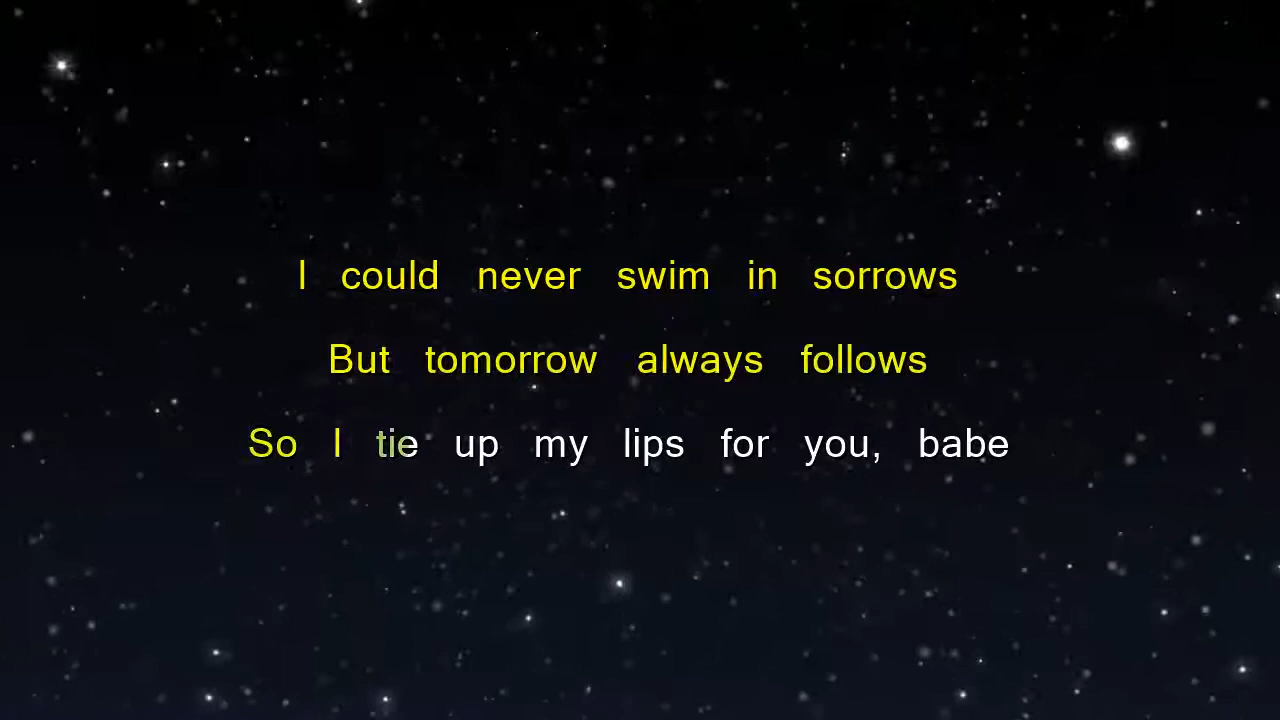 I could never swim in sorrows
But tomorrow always follows
So I tie up my lips for you, babe